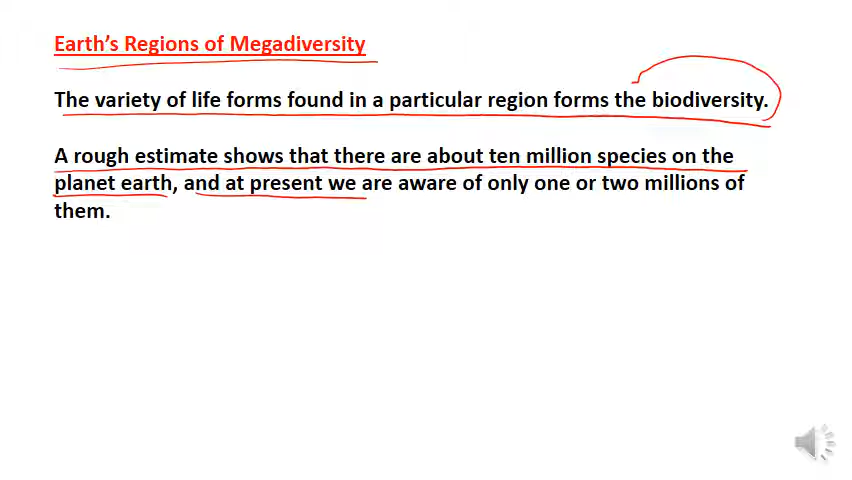 Earth’s Regions of Megadiversity
The variety of life forms found in a particular region forms the biodiversity.
A rough estimate shows that there are about ten million species on the
planet earth, and at present we are aware of only one or two millions of
them.